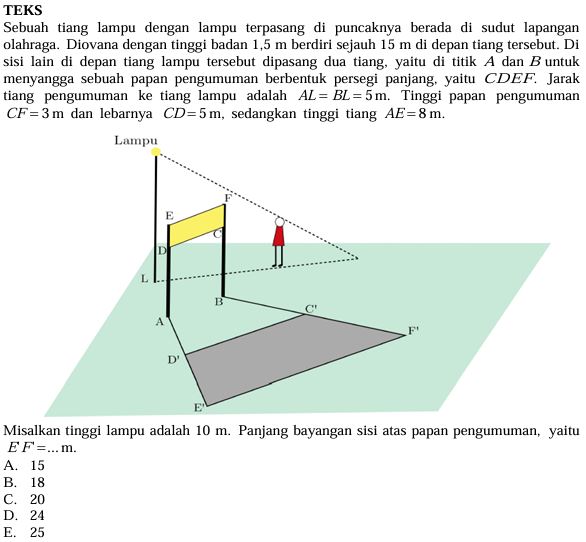 TEKS
Sebuah tiang lampu dengan lampu terpasang di puncaknya berada di sudut lapangan
olahraga. Diovana dengan tinggi badan 1,5 m berdiri sejauh 15 m di depan tiang tersebut. Di
sisi lain di depan tiang lampu tersebut dipasang dua tiang, yaitu di titik A dan B untuk
menyangga sebuah papan pengumuman berbentuk persegi panjang, yaitu CDEF. Jarak
tiang pengumuman ke tiang lampu adalah AL= BL= 5 m. Tinggi papan pengumuman
CF= 3 m dan lebarnya CD= 5 m, sedangkan tinggi tiang AE= 8 m.
Lampu
F
E
C
D
L
B
A
C'
F'
D'
E'
Misalkan tinggi lampu adalah 10 m. Panjang bayangan sisi atas papan pengumuman, yaitu
E'F'=... m.
A. 15
B. 18
C. 20
D. 24
E. 25